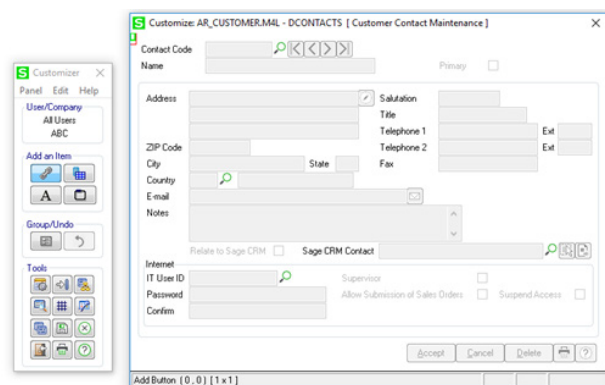 Customizer
Panel Edit Help
User/Company
All Users
ABC
Add an Item
A
Group/Undo
Tools
S Customize: AR_CUSTOMER.M4L - DCONTACTS [ Customer Contact Maintenance ]
Contact Code
Name Primary
Address Salutation
Title
Telephone 1 Ext
ZIP Code Telephone 2 Ext
City State Fax
Country
E-mail
Notes
Relate to Sage CRM Sage CRM Contact
Internet
IT User ID Supervisor
Password Allow Submission of Sales Orders Suspend Access
Confirm
Accept Cancel Delete
Add Button ( 0 , 0 ) [ 1 x 1 ]